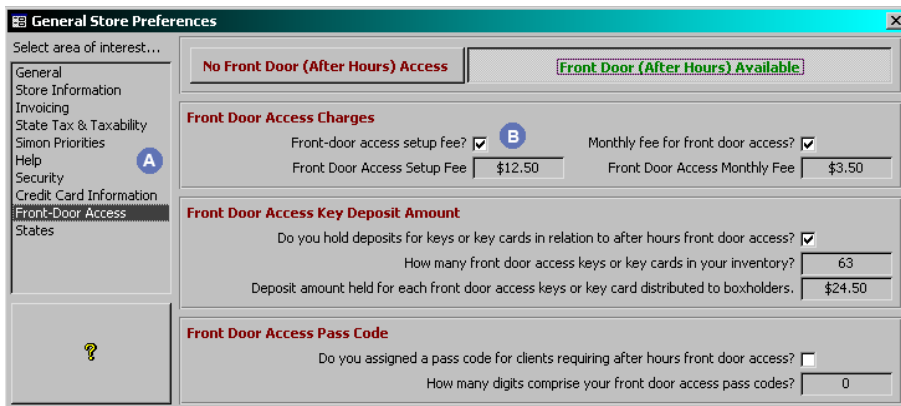 General Store Preferences
Select area of interest...
General
Store Information
Invoicing
State Tax & Taxability
Simon Priorities
Help
A
Security
Credit Card Information
Front-Door Access
States
?
No Front Door (After Hours) Access
Front Door (After Hours) Available
Front Door Access Charges
Front-door access setup fee? B Monthly fee for front door access?
Front Door Access Setup Fee $12.50 Front Door Access Monthly Fee $3.50
Front Door Access Key Deposit Amount
Do you hold deposits for keys or key cards in relation to after hours front door access?
How many front door access keys or key cards in your inventory? 63
Deposit amount held for each front door access keys or key card distributed to boxholders. $24.50
Front Door Access Pass Code
Do you assigned a pass code for clients requiring after hours front door access?
How many digits comprise your front door access pass codes? 0